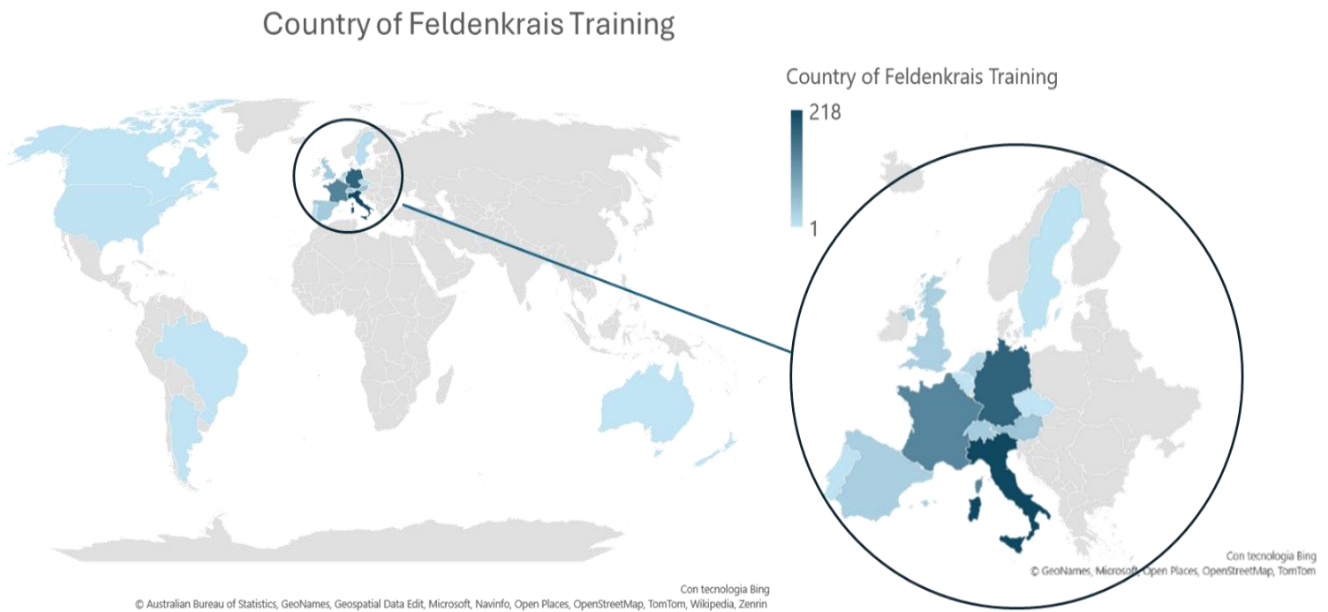 Country of Feldenkrais Training
Country of Feldenkrais Training
218
1
Con tecnologia Bing
© GeoNames, Microsoft, Open Places, OpenStreetMap, TomTom
Con tecnologia Bing
© Australian Bureau of Statistics, GeoNames, Geospatial Data Edit, Microsoft, Navinfo, Open Places, OpenStreetMap, TomTom, Wikipedia, Zenrin